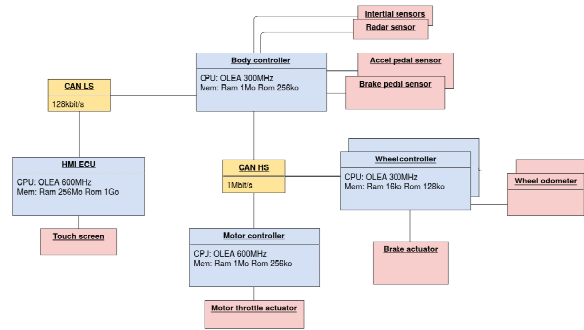 Intertial sensors
Radar sensor
Body controller
CPU: OLEA 300MHz
Mem: Ram 1Mo Rom 256ko
Accel pedal sensor
Brake pedal sensor
CAN LS
128kbit/s
HMI ECU
CPU: OLEA 600MHz
Mem: Ram 256Mo Rom 1Go
Touch screen
CAN HS
1Mbit/s
Wheel controller
CPU: OLEA 300MHz
Mem: Ram 16ko Rom 128ko
Wheel odometer
Brake actuator
Motor controller
CPU: OLEA 600MHz
Mem: Ram 1Mo Rom 256ko
Motor throttle actuator